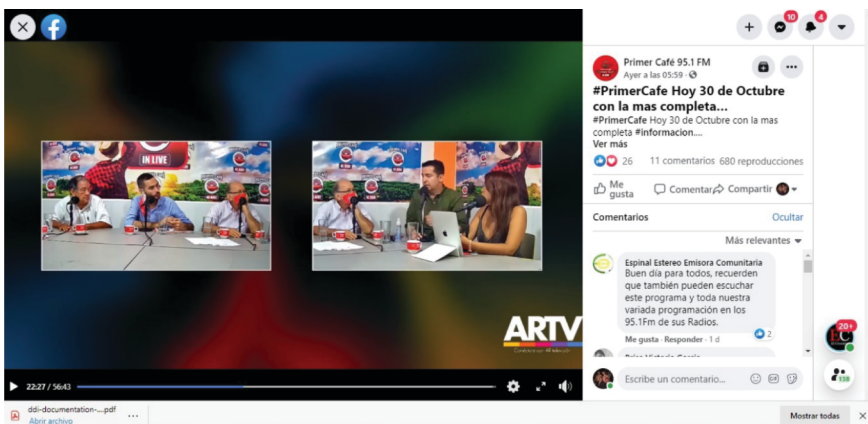 IN LIVE
ARTV
22:27 / 56:43
10
4
Primer Café 95.1 FM
Ayer a las 05:59 ·
#PrimerCafe Hoy 30 de Octubre
con la mas completa...
#PrimerCafe Hoy 30 de Octubre con la mas
completa #informacion....
Ver más
26 11 comentarios 680 reproducciones
Me
gusta
Comentar
Compartir
Comentarios
Ocultar
Más relevantes
Espinal Estereo Emisora Comunitaria
Buen día para todos, recuerden
que también pueden escuchar
este programa y toda nuestra
variada programación en los
95.1Fm de sus Radios.
2
Me gusta · Responder · 1 d
Escribe un comentario...
GIF
20+
EC
138
ddi-documentation-....pdf
Abrir archivo
...
Mostrar todas